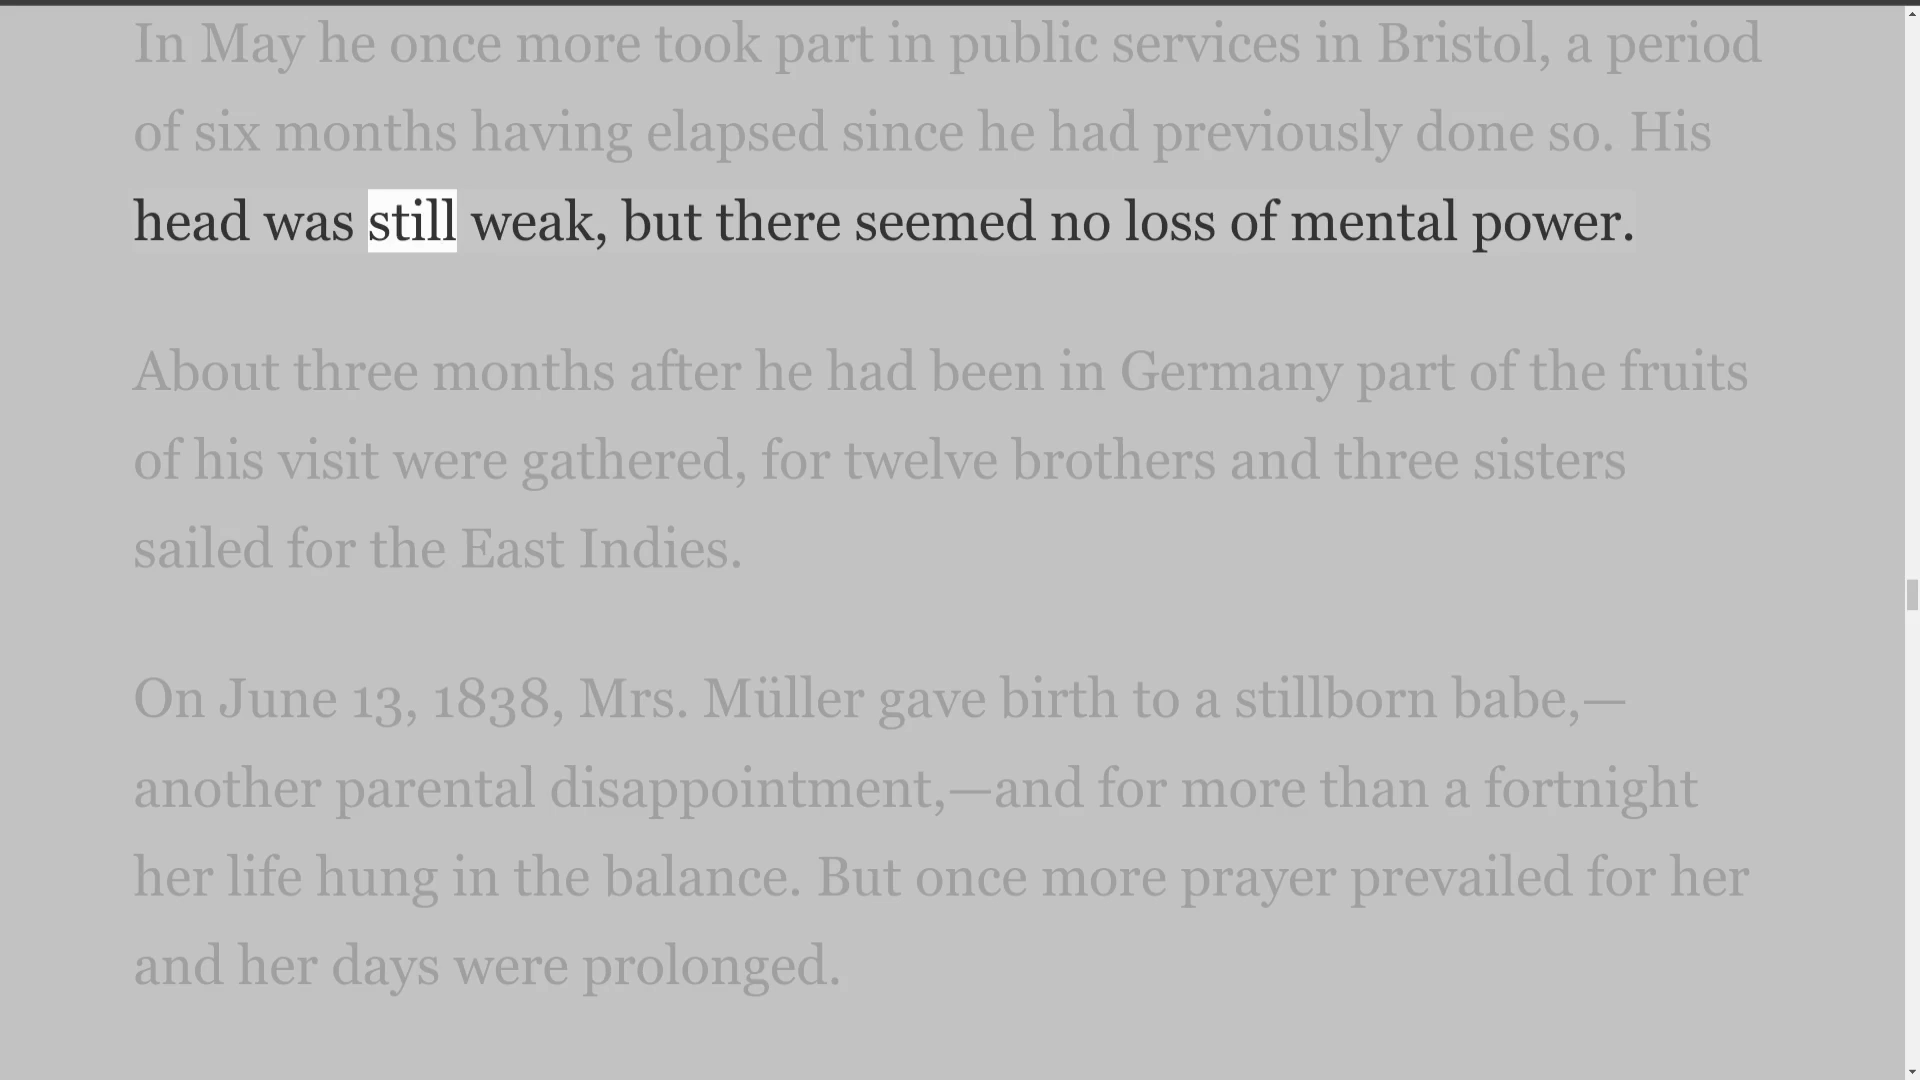 In May he once more took part in public services in Bristol, a period
of six months having elapsed since he had previously done so. His
head was still weak, but there seemed no loss of mental power.
About three months after he had been in Germany part of the fruits
of his visit were gathered, for twelve brothers and three sisters
sailed for the East Indies.
On June 13, 1838, Mrs. Müller gave birth to a stillborn babe,—
another parental disappointment,—and for more than a fortnight
her life hung in the balance. But once more prayer prevailed for her
and her days were prolonged.